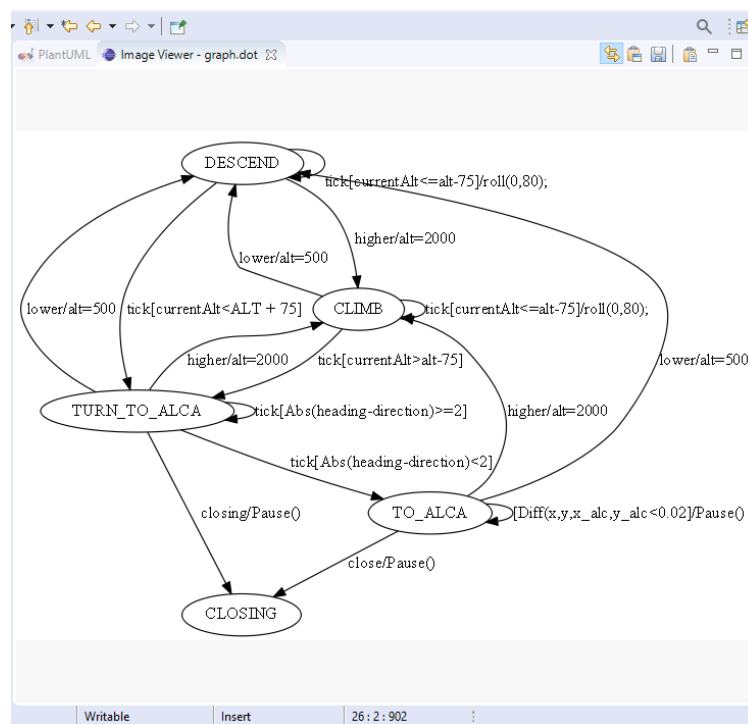 PlantUML
Image Viewer - graph.dot
DESCEND
tick[currentAlt<=alt-75]/roll(0,80);
higher/alt=2000
lower/alt=500
lower/alt=500
tick[currentAlt<ALT + 75]
CLIMB
tick[currentAlt<=alt-75]/roll(0,80);
higher/alt=2000
tick[currentAlt>alt-75]
lower/alt=500
TURN_TO_ALCA
tick[Abs(heading-direction)>=2]
higher/alt=2000
tick[Abs(heading-direction)<2]
closing/Pause()
TO_ALCA
[Diff(x,y,x_alc,y_alc<0.02]/Pause()
close/Pause()
CLOSING
Writable
Insert
26 : 2 : 902